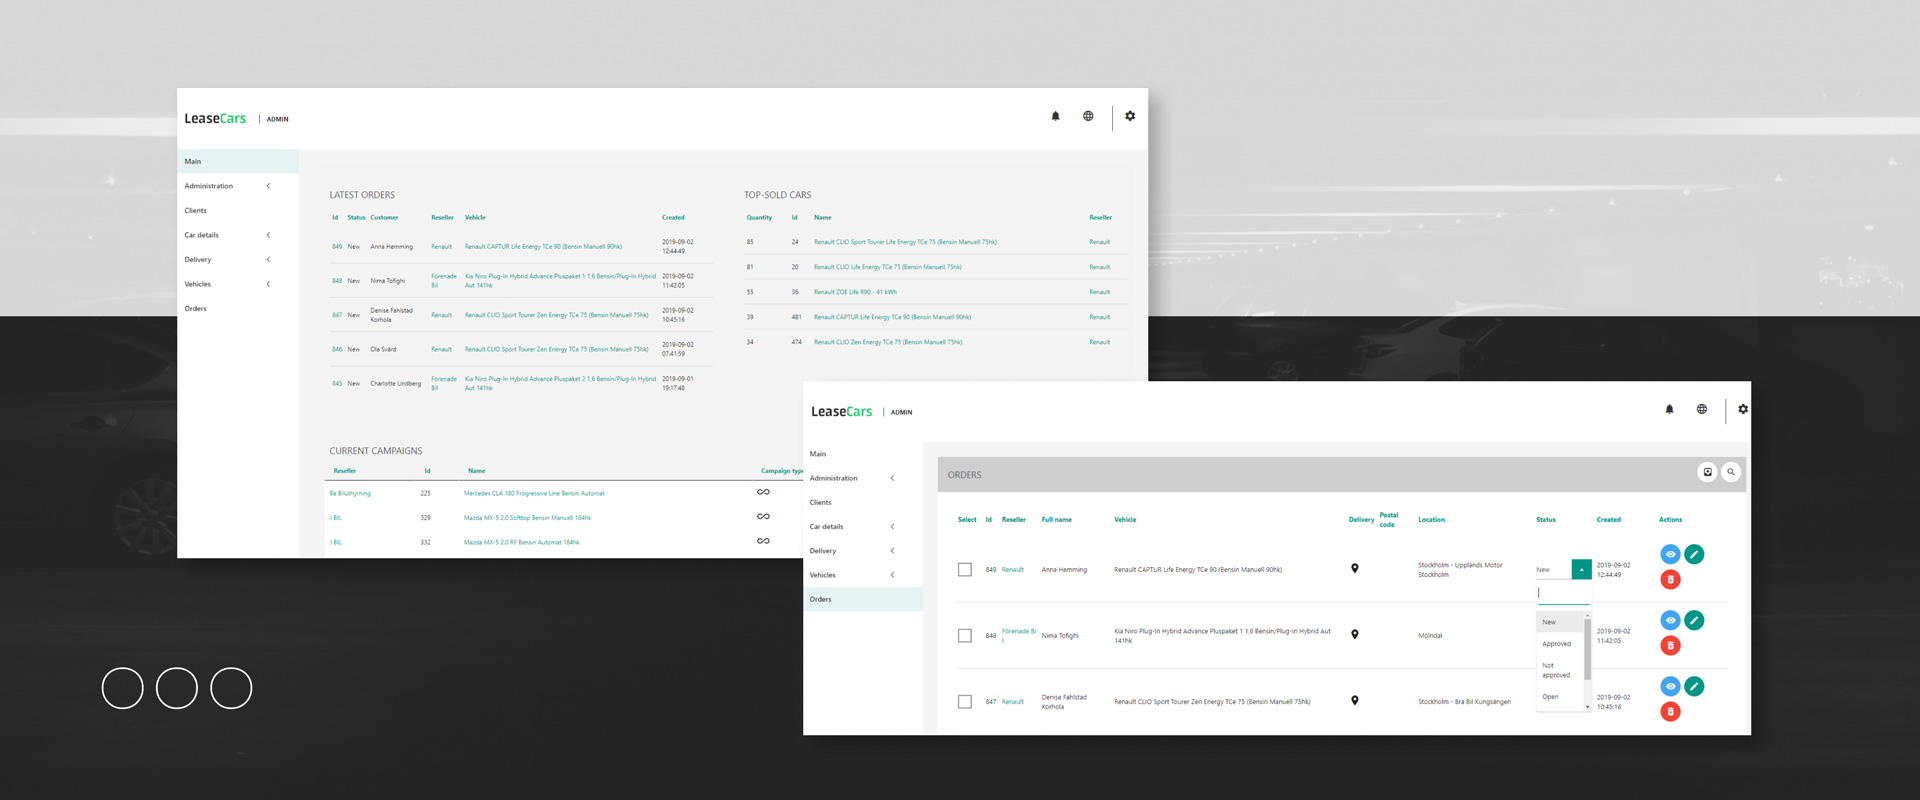 LeaseCars | ADMIN
Main
Administration
Clients
Car details
Delivery
Vehicles
Orders
LATEST ORDERS
Id Status Customer Reseller Vehicle Created
849 New Anna Hemming Renault Renault CAPTUR Life Energy TCe 90 (Bensin Manuell 90hk) 2019-09-02
12:44:49
848 New Nima Tofighi Förenade Bil Kia Niro Plug-In Hybrid Advance Pluspaket 1 1,6 Bensin/Plug-In Hybrid Aut 141hk 2019-09-02
11:42:05
847 New Denise Fahlstad Korhola Renault Renault CLIO Sport Tourer Zen Energy TCe 75 (Bensin Manuell 75hk) 2019-09-02
10:45:16
846 New Ola Svärd Renault Renault CLIO Sport Tourer Zen Energy TCe 75 (Bensin Manuell 75hk) 2019-09-02
07:41:59
845 New Charlotte Lindberg Förenade Bil Kia Niro Plug-In Hybrid Advance Pluspaket 2 1,6 Bensin/Plug-In Hybrid Aut 141hk 2019-09-01
19:17:48
TOP-SOLD CARS
Quantity Id Name Reseller
85 24 Renault CLIO Sport Tourer Life Energy TCe 75 (Bensin Manuell 75hk) Renault
81 20 Renault CLIO Life Energy TCe 75 (Bensin Manuell 75hk) Renault
55 36 Renault ZOE Life R90 - 41 kWh Renault
39 481 Renault CAPTUR Life Energy TCe 90 (Bensin Manuell 90hk) Renault
34 474 Renault CLIO Zen Energy TCe 75 (Bensin Manuell 75hk) Renault
CURRENT CAMPAIGNS
Reseller Id Name Campaign type
Be Biluthyrning 225 Mercedes CLA 180 Progressive Line Bensin Automat
J BIL 329 Mazda MX-5 2.0 Softtop Bensin Manuell 184hk
J BIL 332 Mazda MX-5 2.0 RF Bensin Automat 184hk
LeaseCars | ADMIN
Main
Administration
Clients
Car details
Delivery
Vehicles
Orders
ORDERS
Select Id Reseller Full name Vehicle Delivery Postal code Location Status Created Actions
849 Renault Anna Hemming Renault CAPTUR Life Energy TCe 90 (Bensin Manuell 90hk) Stockholm - Upplands Motor Stockholm New 2019-09-02
12:44:49
848 Förenade Bil Nima Tofighi Kia Niro Plug-In Hybrid Advance Pluspaket 1 1,6 Bensin/Plug-In Hybrid Aut 141hk Mölndal 2019-09-02
11:42:05
847 Renault Denise Fahlstad Korhola Renault CLIO Sport Tourer Zen Energy TCe 75 (Bensin Manuell 75hk) Stockholm - Bra Bil Kungsängen 2019-09-02
10:45:16
New
Approved
Not
approved
Open